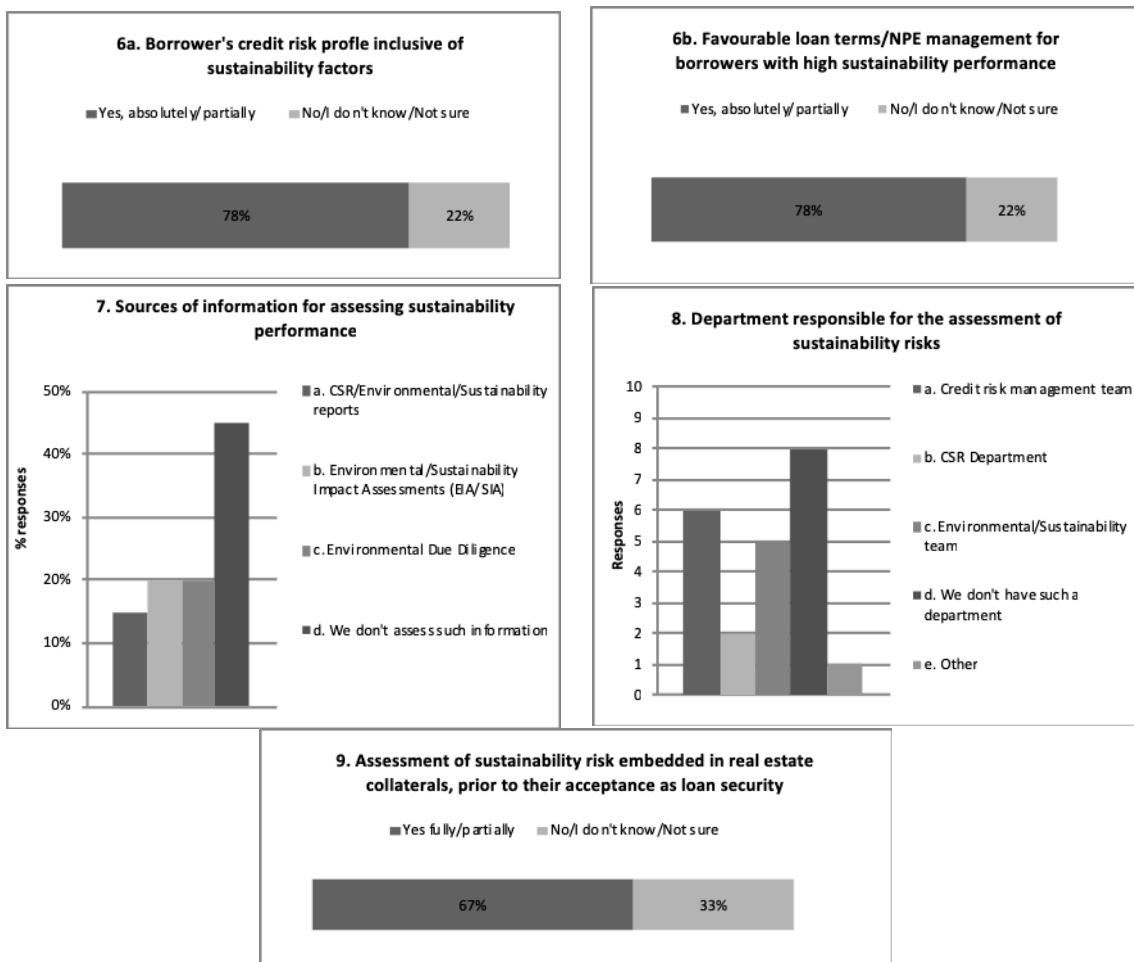 6a. Borrower's credit risk profle inclusive of
sustainability factors
Yes, absolutely/partially No/I don't know/Not sure
78% 22%
6b. Favourable loan terms/NPE management for
borrowers with high sustainability performance
Yes, absolutely/partially No/I don't know/Not sure
78% 22%
7. Sources of information for assessing sustainability
performance
% responses
50%
40%
30%
20%
10%
0%
a. CSR/Environmental/Sustainability
reports
b. Environmental/Sustainability
Impact Assessments (EIA/SIA)
c. Environmental Due Diligence
d. We don't assess such information
8. Department responsible for the assessment of
sustainability risks
Responses
10
9
8
7
6
5
4
3
2
1
0
a. Credit risk management team
b. CSR Department
c. Environmental/Sustainability
team
d. We don't have such a
department
e. Other
9. Assessment of sustainability risk embedded in real estate
collaterals, prior to their acceptance as loan security
Yes fully/partially No/I don't know/Not sure
67% 33%